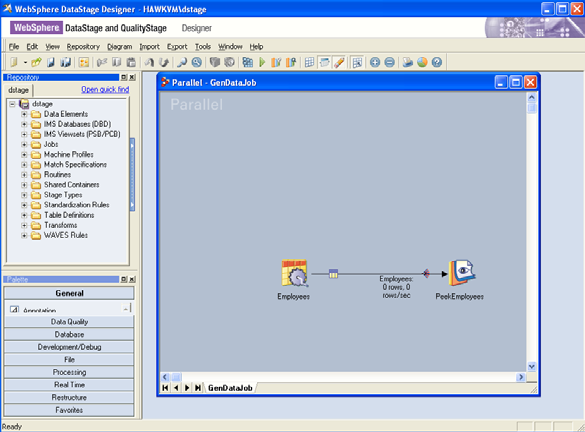 WebSphere DataStage Designer - HAWKVM\dstage
WebSphere DataStage and QualityStage Designer
File Edit View Repository Diagram Import Export Tools Window Help
Repository
dstage Open quick find
dstage
Data Elements
IMS Databases (DBD)
IMS Viewsets (PSB/PCB)
Jobs
Machine Profiles
Match Specifications
Routines
Shared Containers
Stage Types
Standardization Rules
Table Definitions
Transforms
WAVES Rules
Palette
General
Annotation
Data Quality
Database
Development/Debug
File
Processing
Real Time
Restructure
Favorites
Parallel - GenDataJob
Parallel
Employees
Employees:
0 rows, 0
rows/sec
PeekEmployees
GenDataJob
Ready